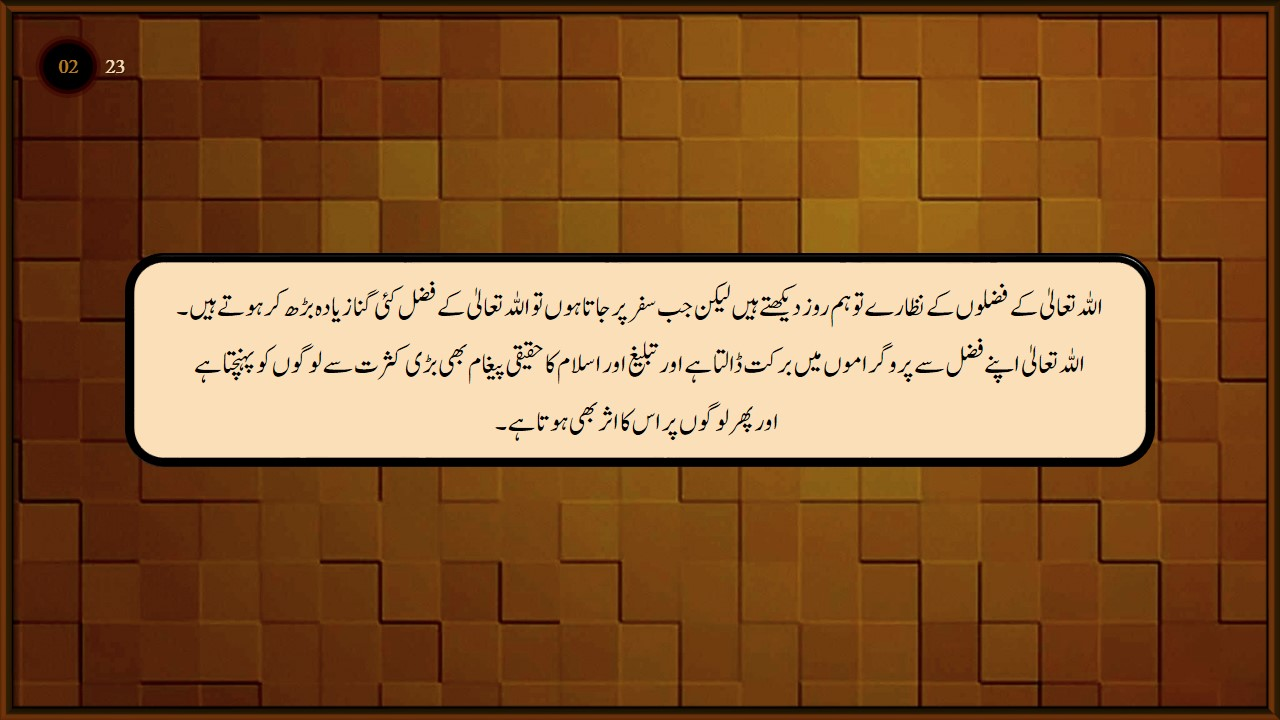 02 23
اللہ تعالیٰ کے فضلوں کے نظارے تو ہم روز دیکھتے ہیں لیکن جب سفر پر جاتا ہوں تو اللہ تعالیٰ کے فضل کئی گنا زیادہ بڑھ کر ہوتے ہیں۔
اللہ تعالیٰ اپنے فضل سے پروگراموں میں برکت ڈالتا ہے اور تبلیغ اور اسلام کا حقیقی پیغام بھی بڑی کثرت سے لوگوں کو پہنچتا ہے
اور پھر لوگوں پر اس کا اثر بھی ہوتا ہے۔